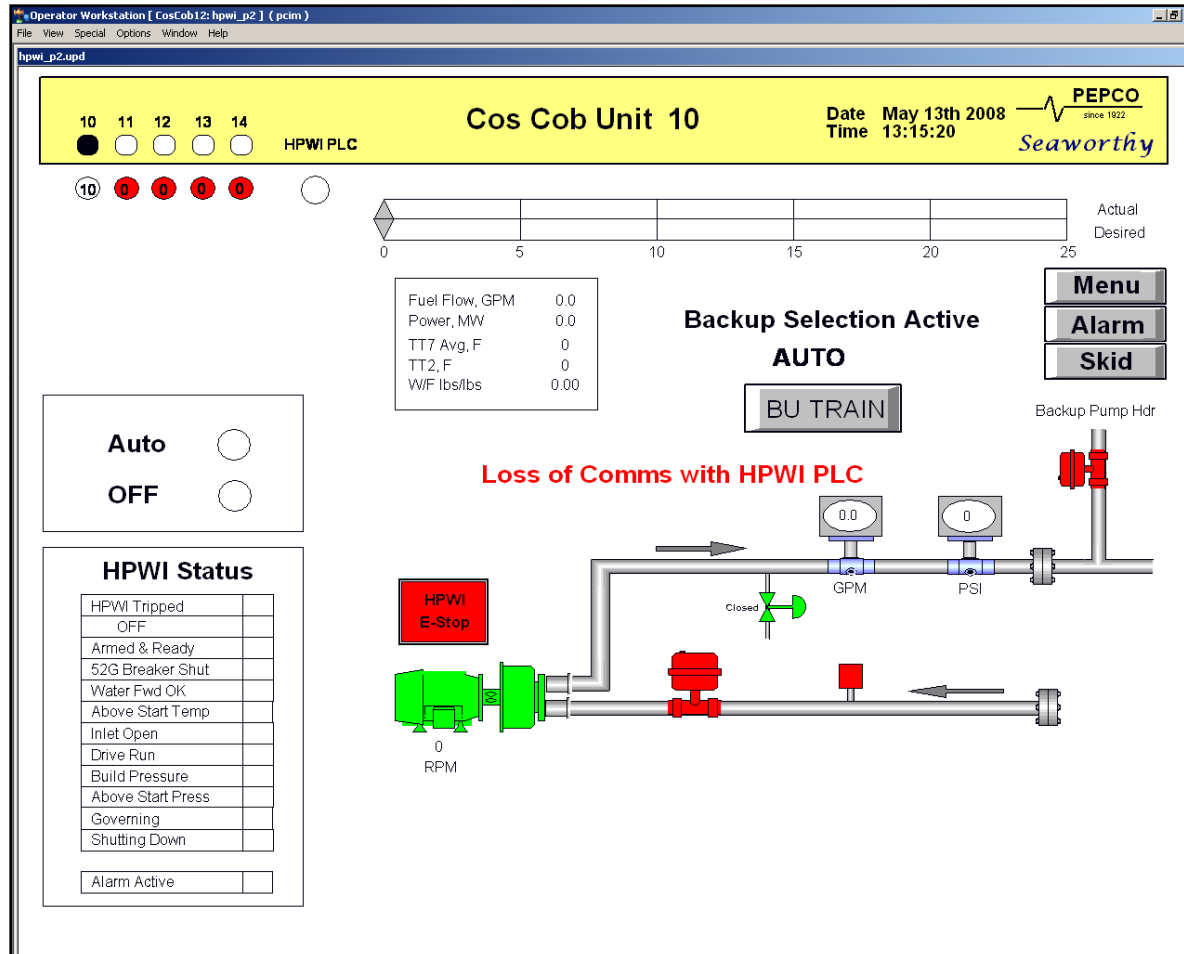 Operator Workstation [ CosCob12: hpwi_p2 ] ( pcim )
File View Special Options Window Help
hpwi_p2.upd
10 11 12 13 14
HPWI PLC
Cos Cob Unit 10
Date May 13th 2008
Time 13:15:20
PEPCO
since 1922
Seaworthy
10 0 0 0 0
Actual
Desired
0 5 10 15 20 25
Menu
Alarm
Skid
Fuel Flow, GPM 0.0
Power, MW 0.0
TT7 Avg, F 0
TT2, F 0
W/F lbs/lbs 0.00
Backup Selection Active
AUTO
BU TRAIN
Backup Pump Hdr
Auto
OFF
Loss of Comms with HPWI PLC
0.0
0
GPM
PSI
Closed
HPWI
E-Stop
0
RPM
HPWI Status
HPWI Tripped
OFF
Armed & Ready
52G Breaker Shut
Water Fwd OK
Above Start Temp
Inlet Open
Drive Run
Build Pressure
Above Start Press
Governing
Shutting Down
Alarm Active